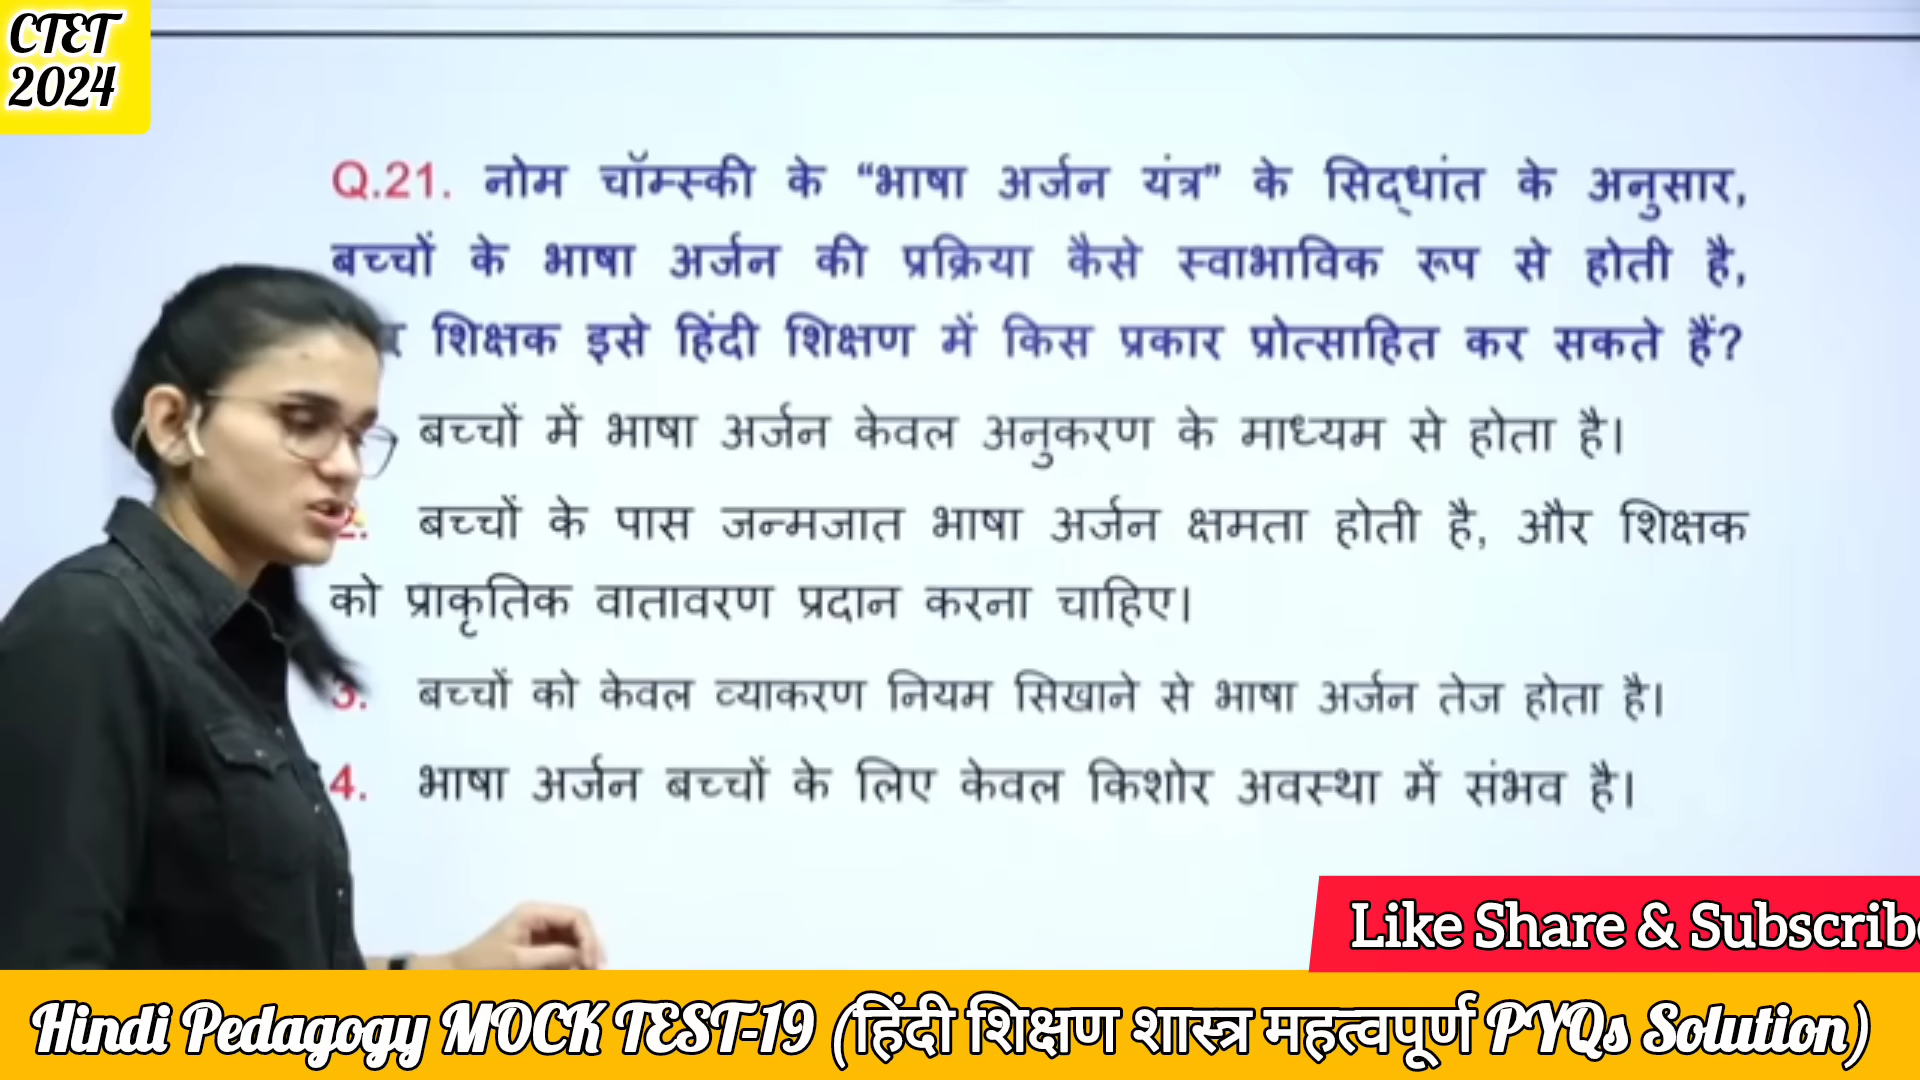 CTET
2024
Q.21. नोम चॉम्स्की के “भाषा अर्जन यंत्र” के सिद्धांत के अनुसार,
बच्चों के भाषा अर्जन की प्रक्रिया कैसे स्वाभाविक रूप से होती है,
शिक्षक इसे हिंदी शिक्षण में किस प्रकार प्रोत्साहित कर सकते हैं?
बच्चों में भाषा अर्जन केवल अनुकरण के माध्यम से होता है।
2. बच्चों के पास जन्मजात भाषा अर्जन क्षमता होती है, और शिक्षक
को प्राकृतिक वातावरण प्रदान करना चाहिए।
3. बच्चों को केवल व्याकरण नियम सिखाने से भाषा अर्जन तेज होता है।
4. भाषा अर्जन बच्चों के लिए केवल किशोर अवस्था में संभव है।
Like Share & Subscribe
Hindi Pedagogy MOCK TEST-19 (हिंदी शिक्षण शास्त्र महत्वपूर्ण PYQs Solution)